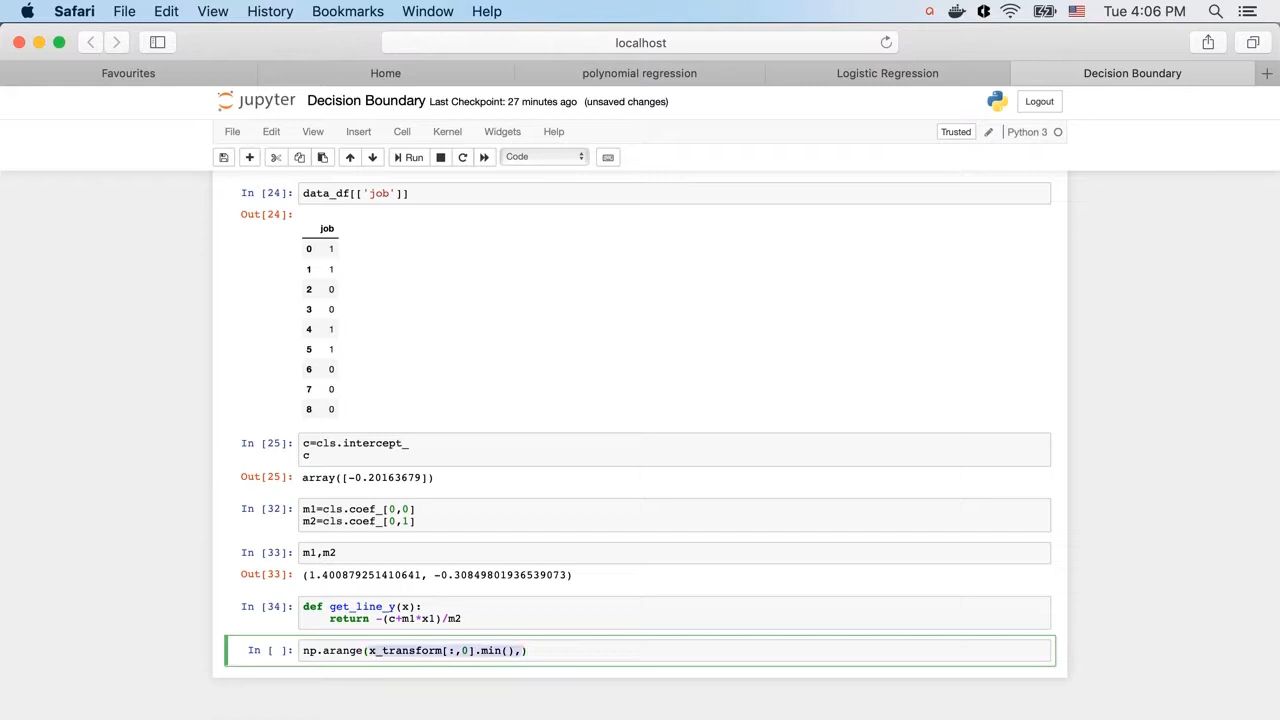 Safari File Edit View History Bookmarks Window Help Tue 4:06 PM
localhost
Favourites Home polynomial regression Logistic Regression Decision Boundary
jupyter Decision Boundary Last Checkpoint: 27 minutes ago (unsaved changes) Logout
File Edit View Insert Cell Kernel Widgets Help Trusted Python 3
Run Code
In [24]: data_df[['job']]
Out[24]:
job
0 1
1 1
2 0
3 0
4 1
5 1
6 0
7 0
8 0
In [25]: c=cls.intercept_
c
Out[25]: array([-0.20163679])
In [32]: m1=cls.coef_[0,0]
m2=cls.coef_[0,1]
In [33]: m1,m2
Out[33]: (1.400879251410641, -0.30849801936539073)
In [34]: def get_line_y(x):
return -(c+m1*x1)/m2
In [ ]: np.arange(x_transform[:,0].min(),)